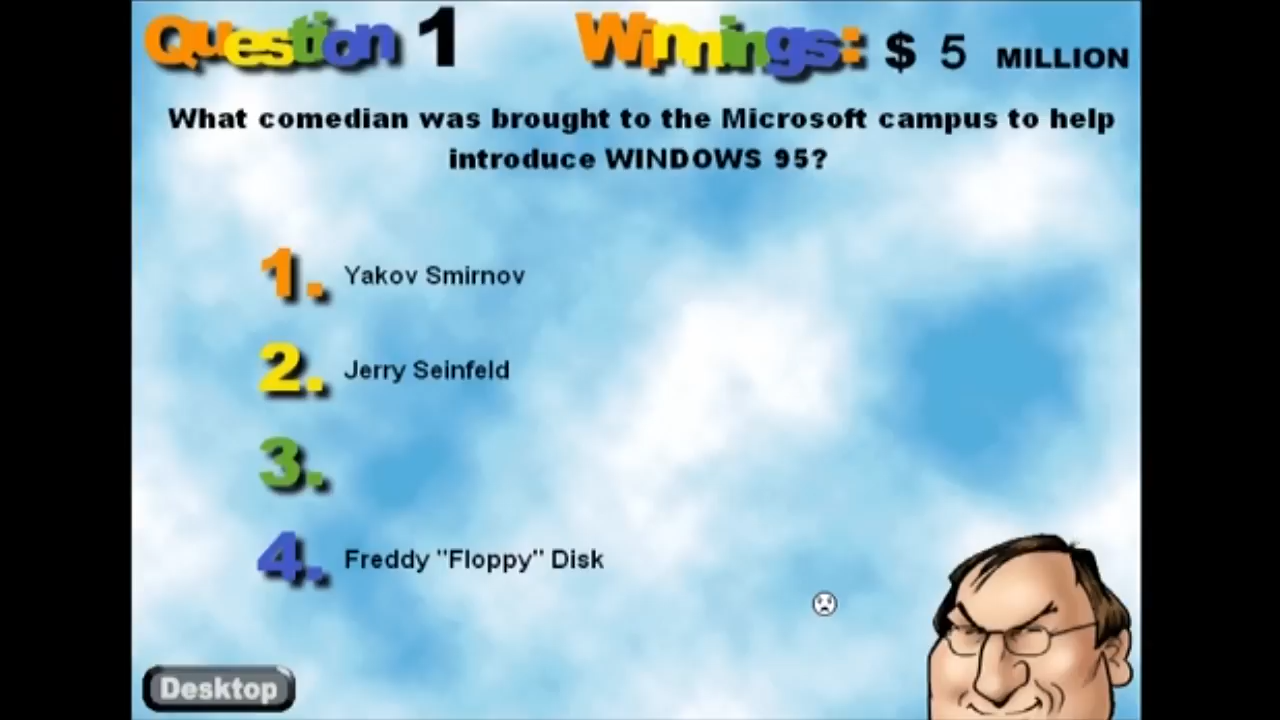 Question 1 Winnings: $ 5 MILLION
What comedian was brought to the Microsoft campus to help
introduce WINDOWS 95?
1. Yakov Smirnov
2. Jerry Seinfeld
3.
4. Freddy "Floppy" Disk
Desktop